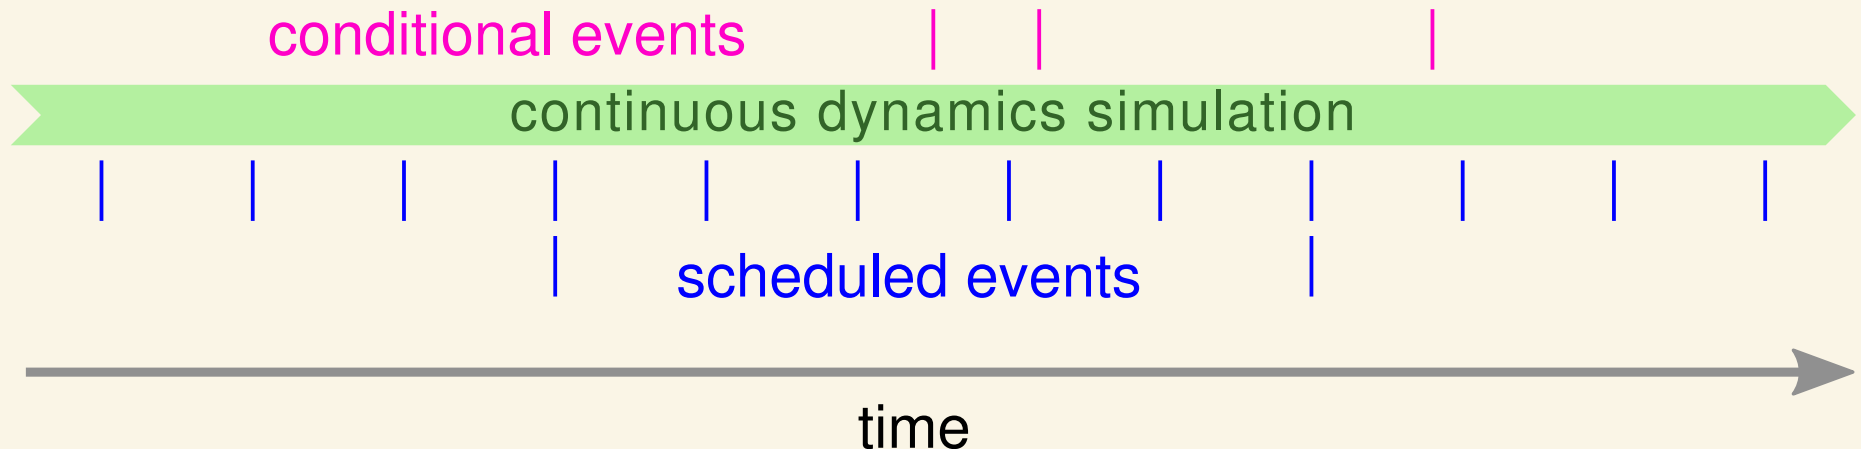 conditional events
continuous dynamics simulation
scheduled events
time